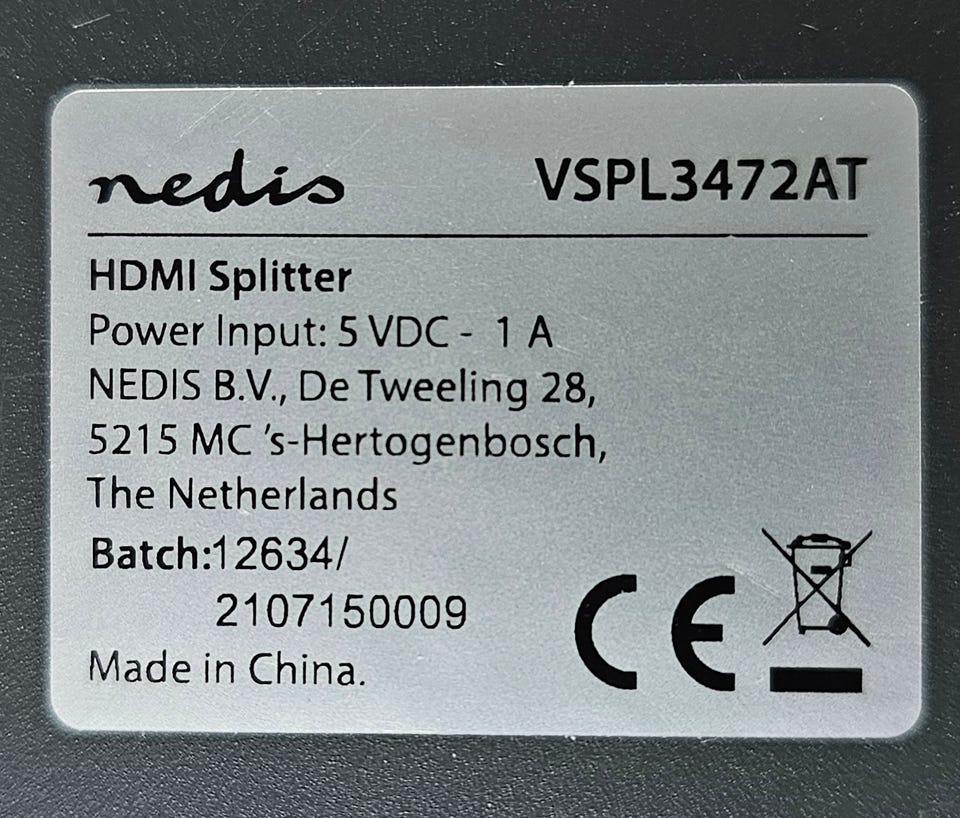 nedis VSPL3472AT
HDMI Splitter
Power Input: 5 VDC - 1 A
NEDIS B.V., De Tweeling 28,
5215 MC 's-Hertogenbosch,
The Netherlands
Batch:12634/
2107150009
Made in China.
CE